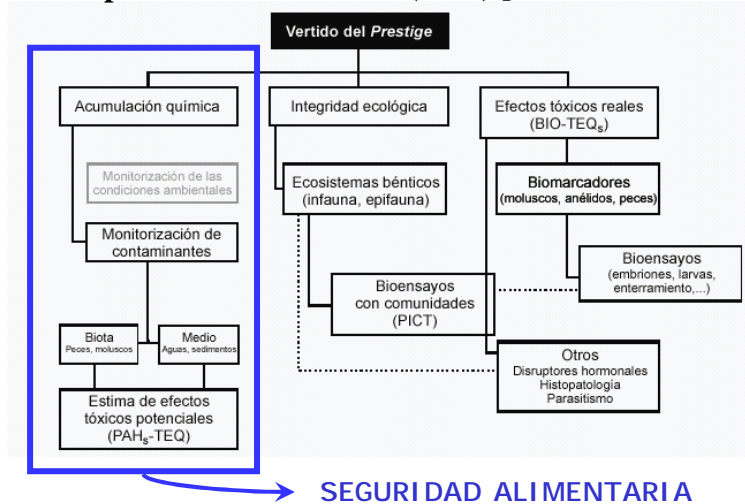 Vertido del Prestige
Acumulación química
Integridad ecológica
Efectos tóxicos reales
(BIO-TEQs)
Monitorización de las
condiciones ambientales
Ecosistemas bénticos
(infauna, epifauna)
Biomarcadores
(moluscos, anélidos, peces)
Monitorización de
contaminantes
Bioensayos
(embriones, larvas,
enterramiento,...)
Bioensayos
con comunidades
(PICT)
Biota
Peces, moluscos
Medio
Aguas, sedimentos
Otros
Disruptores hormonales
Histopatología
Parasitismo
Estima de efectos
tóxicos potenciales
(PAHs-TEQ)
SEGURIDAD ALIMENTARIA